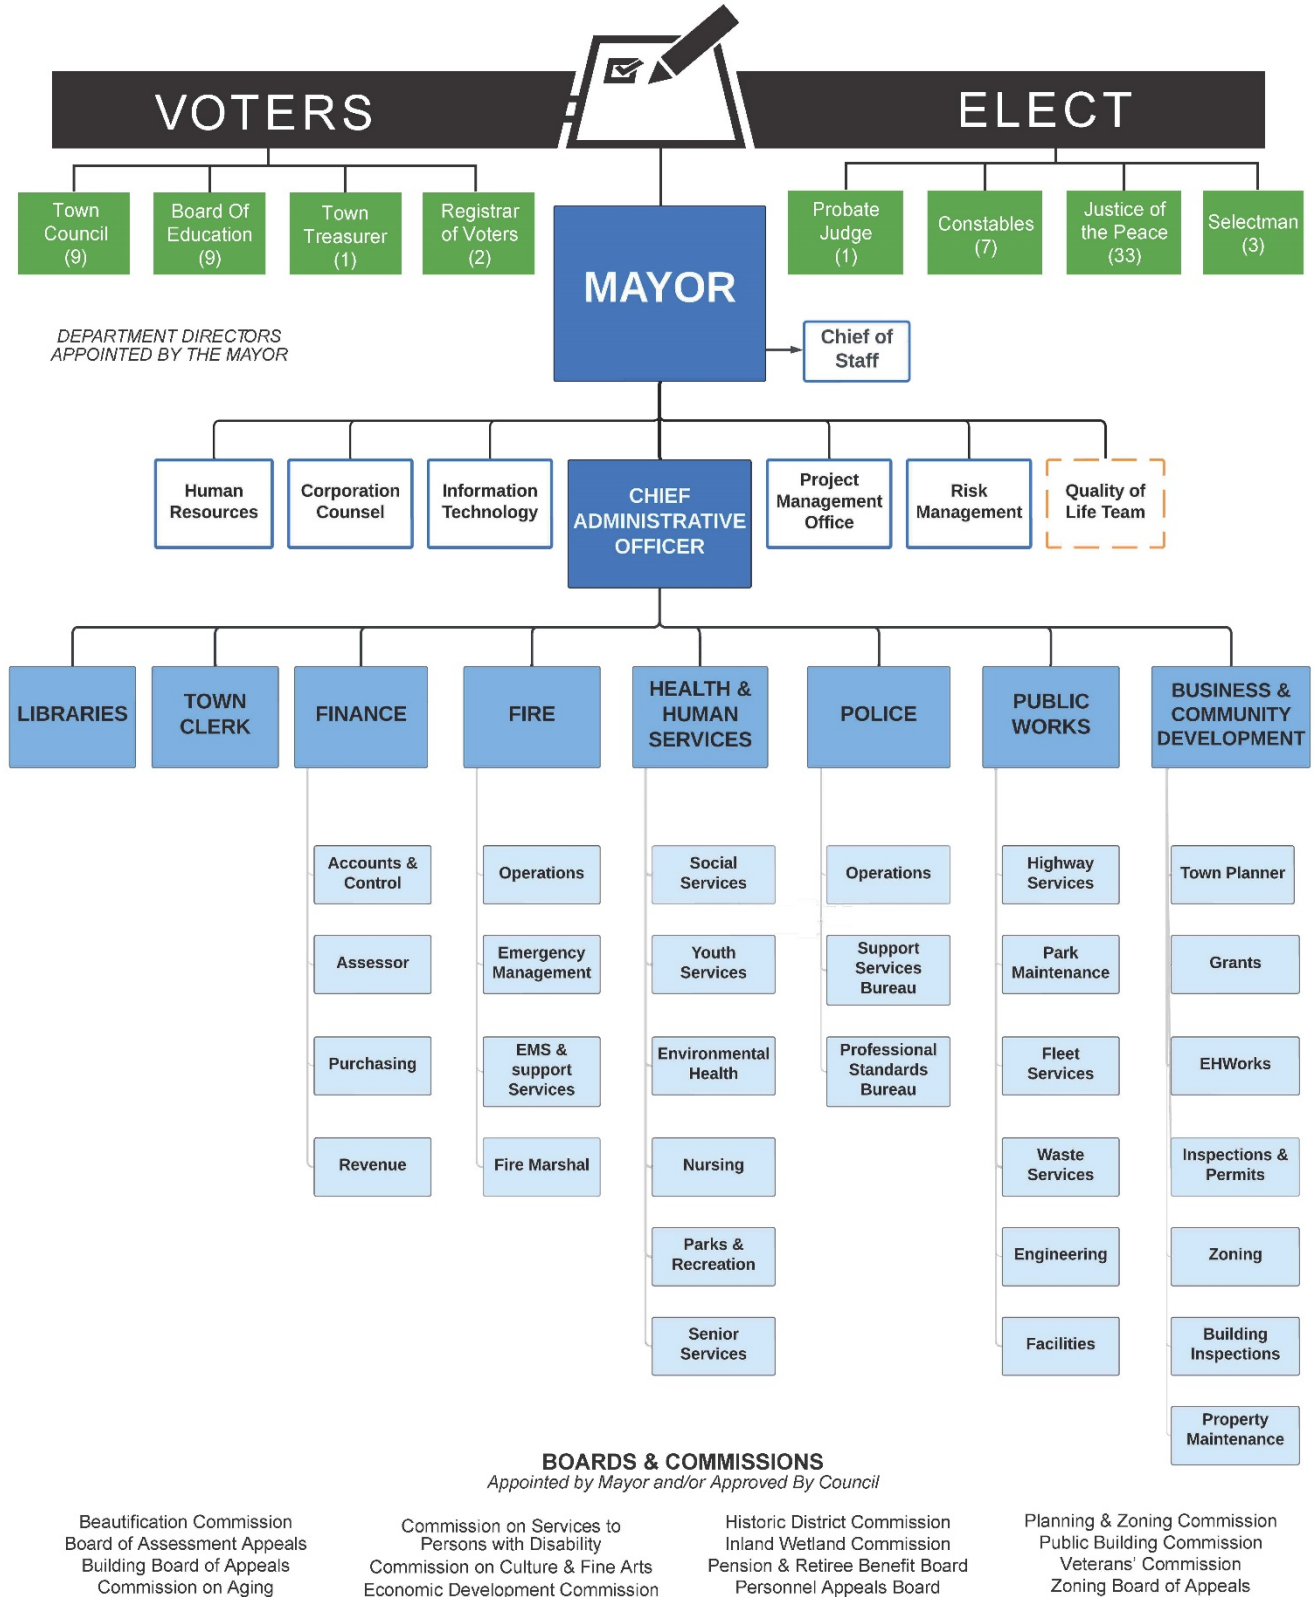 VOTERS
ELECT
Town
Council
(9)
Board Of
Education
(9)
Town
Treasurer
(1)
Registrar
of Voters
(2)
Probate
Judge
(1)
Constables
(7)
Justice of
the Peace
(33)
Selectman
(3)
MAYOR
DEPARTMENT DIRECTORS
APPOINTED BY THE MAYOR
Chief of
Staff
Human
Resources
Corporation
Counsel
Information
Technology
CHIEF
ADMINISTRATIVE
OFFICER
Project
Management
Office
Risk
Management
Quality of
Life Team
LIBRARIES
TOWN
CLERK
FINANCE
FIRE
HEALTH &
HUMAN
SERVICES
POLICE
PUBLIC
WORKS
BUSINESS &
COMMUNITY
DEVELOPMENT
Accounts &
Control
Assessor
Purchasing
Revenue
Operations
Emergency
Management
EMS &
support
Services
Fire Marshal
Social
Services
Youth
Services
Environmental
Health
Nursing
Parks &
Recreation
Senior
Services
Operations
Support
Services
Bureau
Professional
Standards
Bureau
Highway
Services
Park
Maintenance
Fleet
Services
Waste
Services
Engineering
Facilities
Town Planner
Grants
EHWorks
Inspections &
Permits
Zoning
Building
Inspections
Property
Maintenance
BOARDS & COMMISSIONS
Appointed by Mayor and/or Approved By Council
Beautification Commission
Board of Assessment Appeals
Building Board of Appeals
Commission on Aging
Commission on Services to
Persons with Disability
Commission on Culture & Fine Arts
Economic Development Commission
Historic District Commission
Inland Wetland Commission
Pension & Retiree Benefit Board
Personnel Appeals Board
Planning & Zoning Commission
Public Building Commission
Veterans' Commission
Zoning Board of Appeals